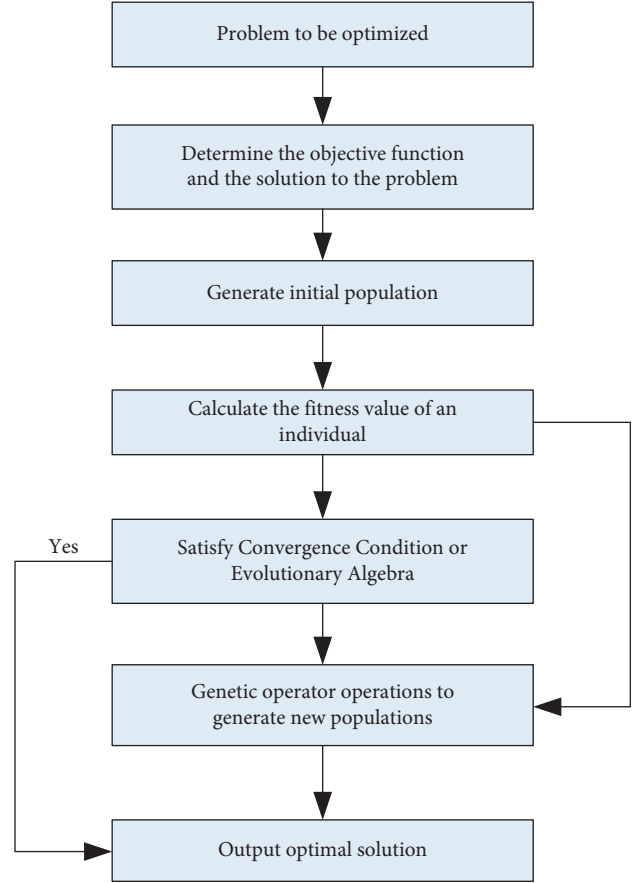 Problem to be optimized
Determine the objective function
and the solution to the problem
Generate initial population
Calculate the fitness value of an
individual
Yes
Satisfy Convergence Condition or
Evolutionary Algebra
Genetic operator operations to
generate new populations
Output optimal solution